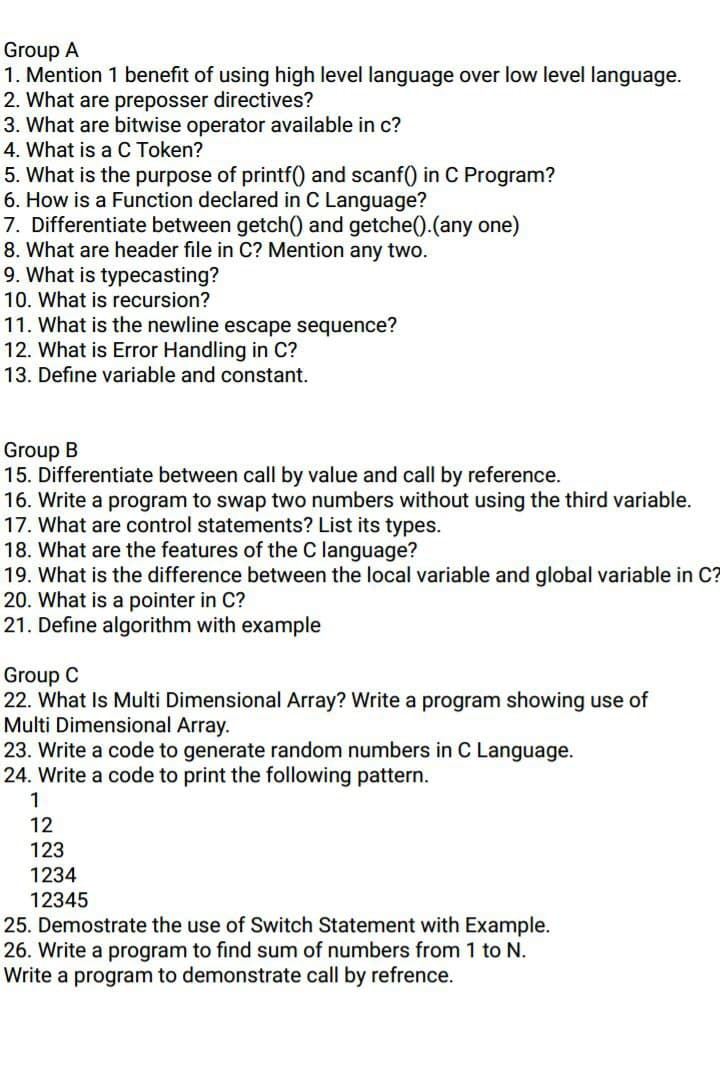 Group A
1. Mention 1 benefit of using high level language over low level language.
2. What are preposser directives?
3. What are bitwise operator available in c?
4. What is a C Token?
5. What is the purpose of printf() and scanf() in C Program?
6. How is a Function declared in C Language?
7. Differentiate between getch() and getche().(any one)
8. What are header file in C? Mention any two.
9. What is typecasting?
10. What is recursion?
11. What is the newline escape sequence?
12. What is Error Handling in C?
13. Define variable and constant.
Group B
15. Differentiate between call by value and call by reference.
16. Write a program to swap two numbers without using the third variable.
17. What are control statements? List its types.
18. What are the features of the C language?
19. What is the difference between the local variable and global variable in C?
20. What is a pointer in C?
21. Define algorithm with example
Group C
22. What Is Multi Dimensional Array? Write a program showing use of
Multi Dimensional Array.
23. Write a code to generate random numbers in C Language.
24. Write a code to print the following pattern.
1
12
123
1234
12345
25. Demostrate the use of Switch Statement with Example.
26. Write a program to find sum of numbers from 1 to N.
Write a program to demonstrate call by refrence.